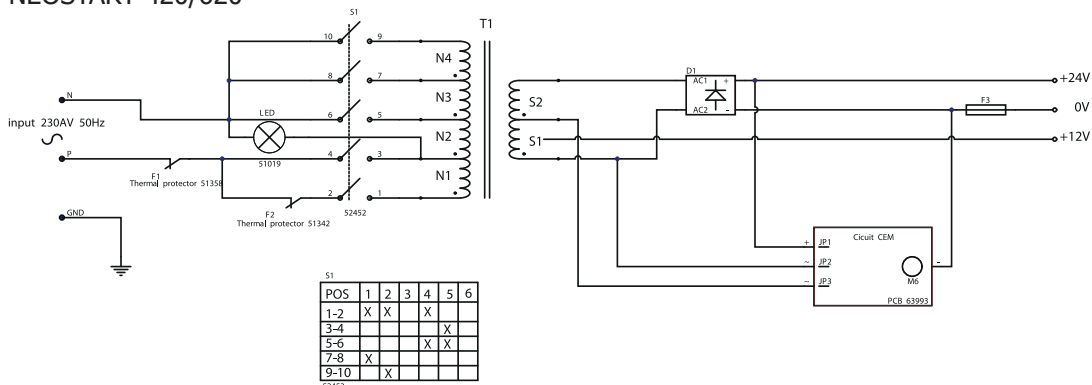 NEOSTART 420/620
S1
T1
10 9
N4
8 7
N3
D1
AC1 +
AC2 -
+24V
S2
F3
0V
N
input 230AV 50Hz
LED
6 5
N2
S1
+12V
51019
4 3
P
F1
Thermal protector 51358
N1
2 1
52452
F2
Thermal protector 51342
GND
Cicuit CEM
+ JP1
~ JP2
~ JP3
-
M6
PCB 63993
S1
POS 1 2 3 4 5 6
1-2 X X X
3-4 X
5-6 X X
7-8 X
9-10 X